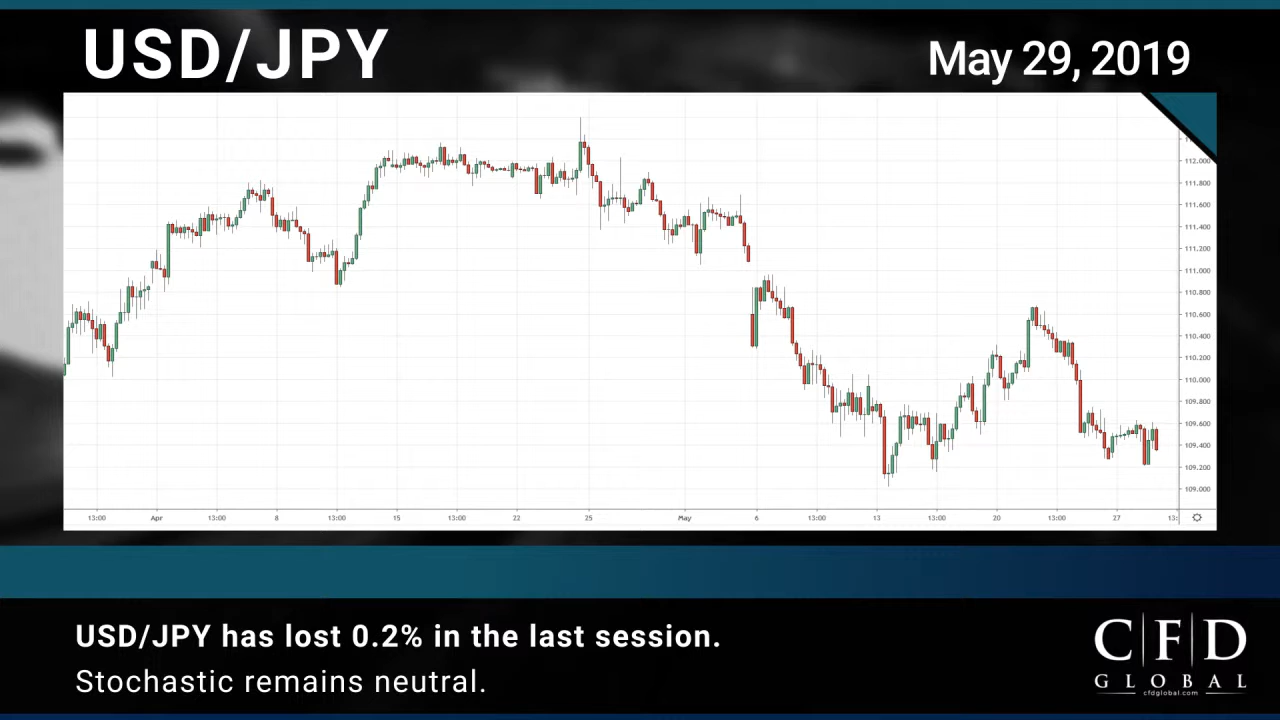 USD/JPY
May 29, 2019
112.000
111.800
111.600
111.400
111.200
111.000
110.800
110.600
110.400
110.200
110.000
109.800
109.600
109.400
109.200
109.000
13:00 Apr 13:00 8 13:00 15 13:00 22 25 May 6 13:00 13 13:00 20 13:00 27
USD/JPY has lost 0.2% in the last session.
Stochastic remains neutral.
CFD
GLOBAL
cfdglobal.com